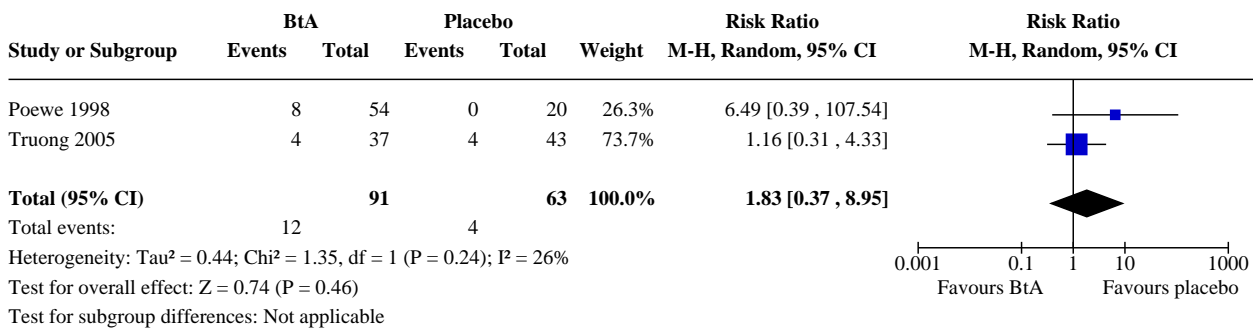 BtA Placebo Risk Ratio Risk Ratio
Study or Subgroup Events Total Events Total Weight M-H, Random, 95% CI M-H, Random, 95% CI
Poewe 1998 8 54 0 20 26.3% 6.49 [0.39 , 107.54]
Truong 2005 4 37 4 43 73.7% 1.16 [0.31 , 4.33]
Total (95% CI) 91 63 100.0% 1.83 [0.37 , 8.95]
Total events: 12 4
Heterogeneity: Tau² = 0.44; Chi² = 1.35, df = 1 (P = 0.24); I² = 26%
0.001 0.1 1 10 1000
Test for overall effect: Z = 0.74 (P = 0.46) Favours BtA Favours placebo
Test for subgroup differences: Not applicable